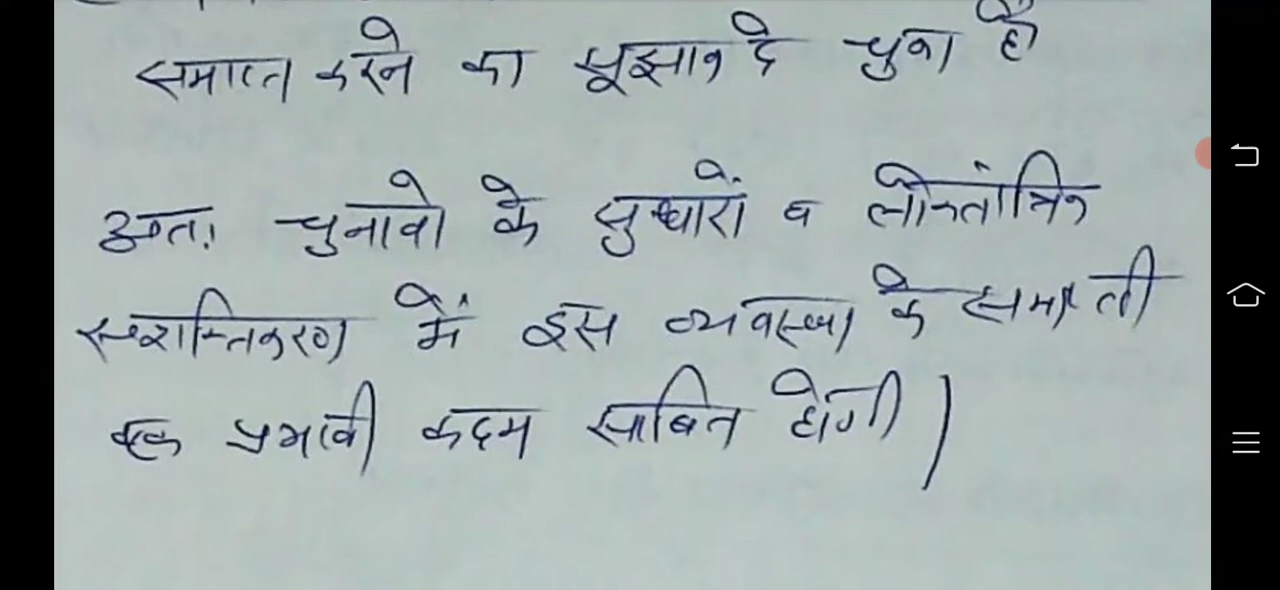 समाप्त करने का सूझाव दे चुका है
अतः चुनावो के सुधारों व लोकतांत्रिक
सशक्तिकरण में इस व्यवस्था के समाप्ती
एक प्रभावी कदम साबित होगी।